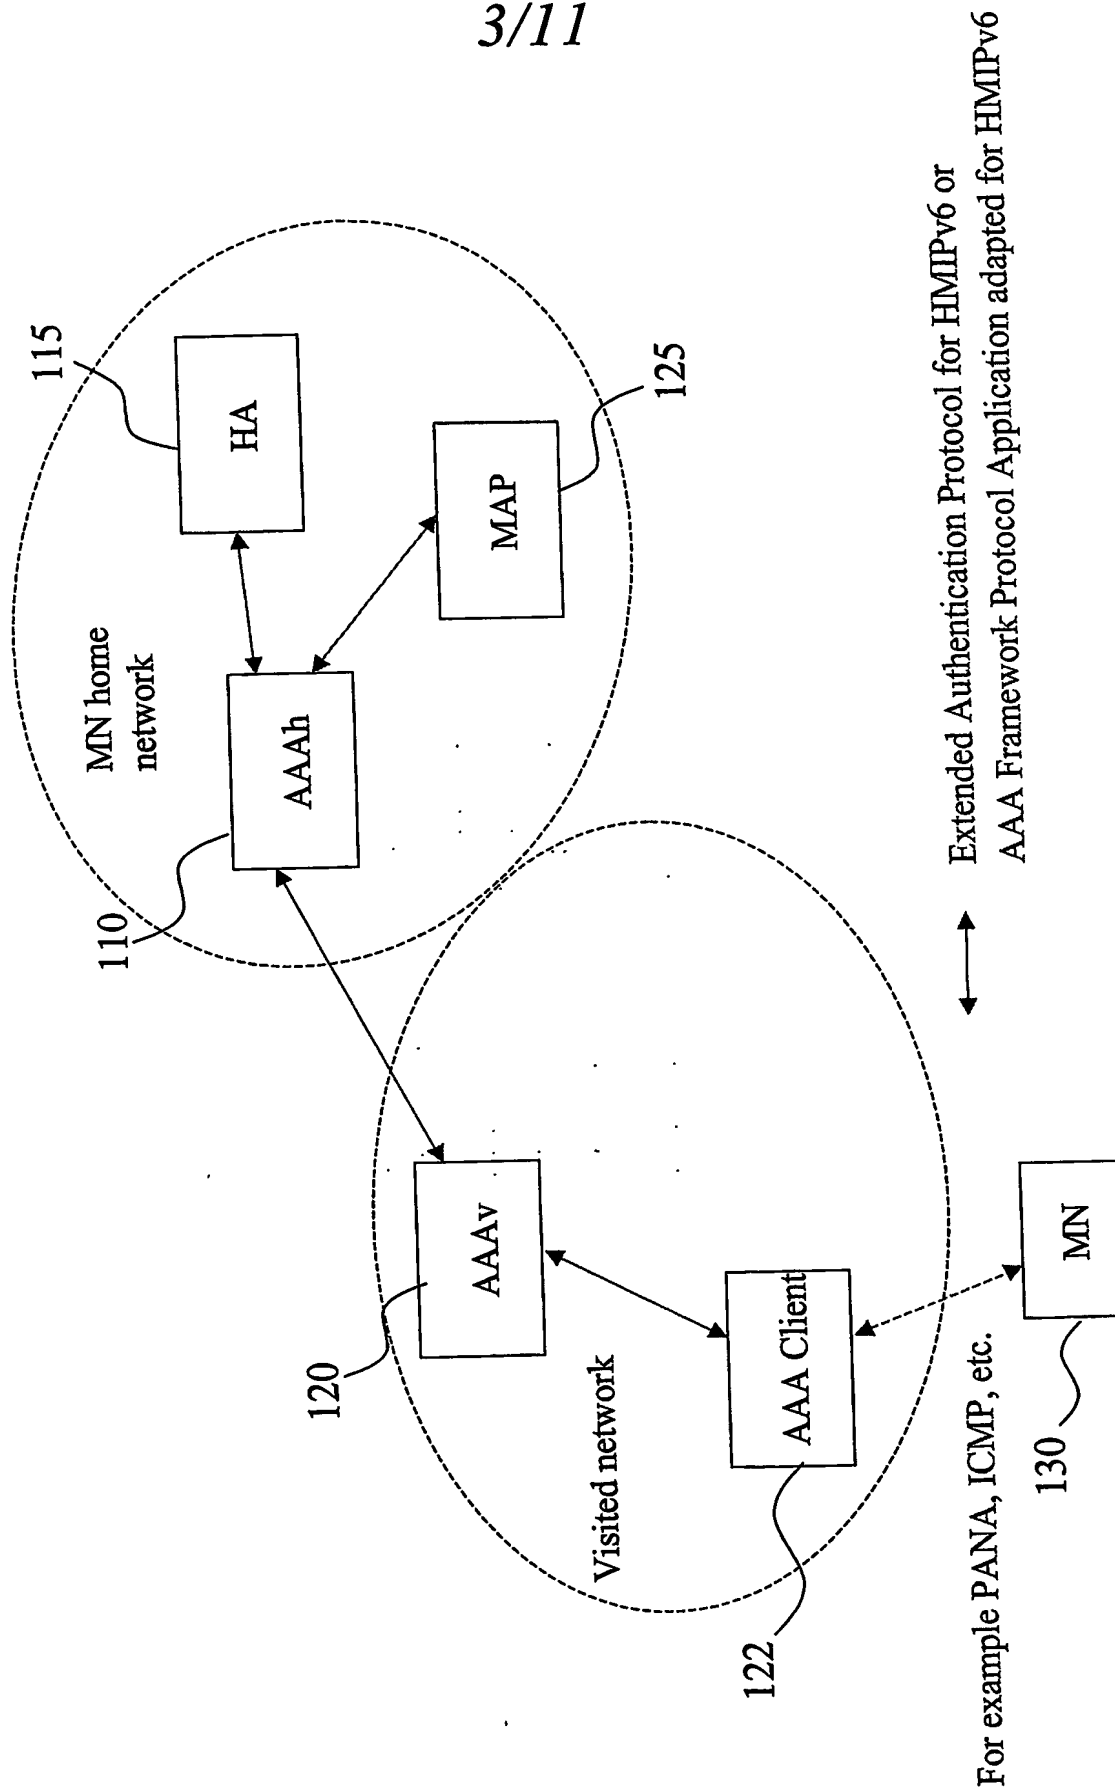 3/11
MN home
network
115
HA
110
AAAh
MAP
125
120
AAAv
Visited network
122
AAA Client
MN
130
For example PANA, ICMP, etc.
Extended Authentication Protocol for HMIPv6 or
AAA Framework Protocol Application adapted for HMIPv6